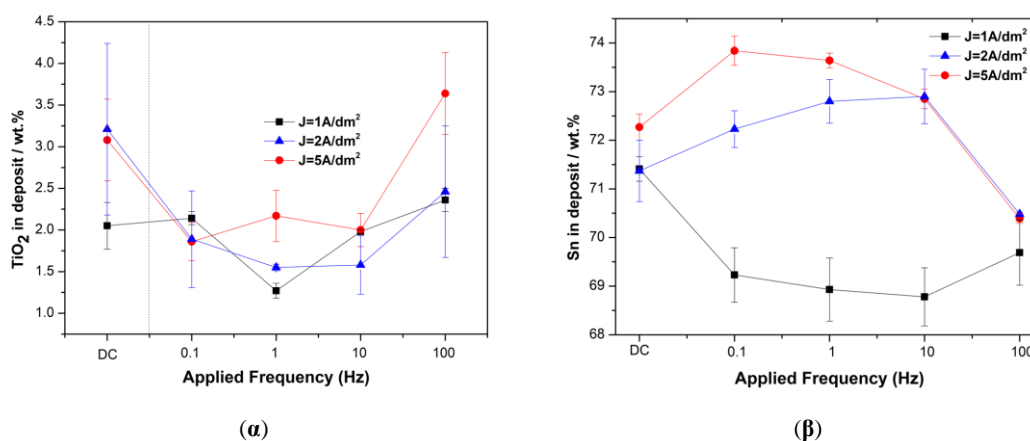 4.5
4.0
3.5
3.0
2.5
2.0
1.5
1.0
TiO₂ in deposit / wt.%
J=1A/dm²
J=2A/dm²
J=5A/dm²
DC
0.1
1
10
100
Applied Frequency (Hz)
(α)
74
73
72
71
70
69
68
Sn in deposit / wt.%
J=1A/dm²
J=2A/dm²
J=5A/dm²
DC
0.1
1
10
100
Applied Frequency (Hz)
(β)